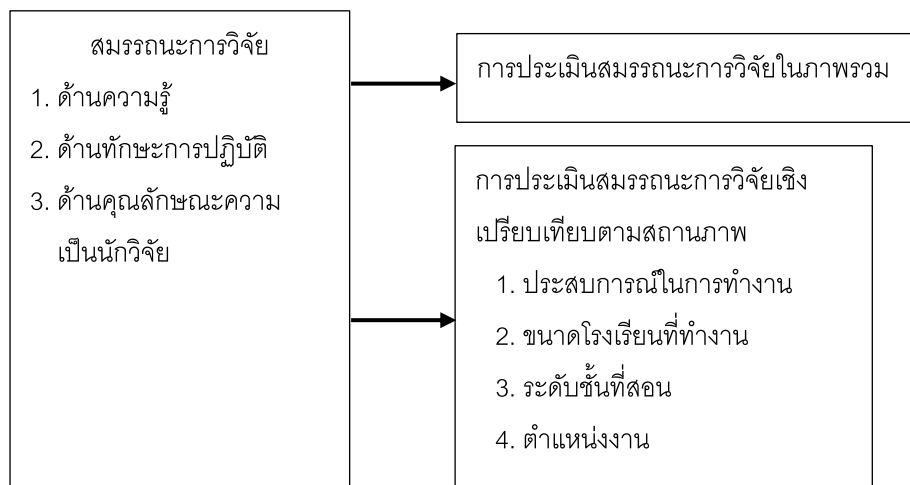 สมรรถนะการวิจัย
1. ด้านความรู้
2. ด้านทักษะการปฏิบัติ
3. ด้านคุณลักษณะความ
เป็นนักวิจัย
การประเมินสมรรถนะการวิจัยในภาพรวม
การประเมินสมรรถนะการวิจัยเชิง
เปรียบเทียบตามสถานภาพ
1. ประสบการณ์ในการทำงาน
2. ขนาดโรงเรียนที่ทำงาน
3. ระดับชั้นที่สอน
4. ตำแหน่งงาน